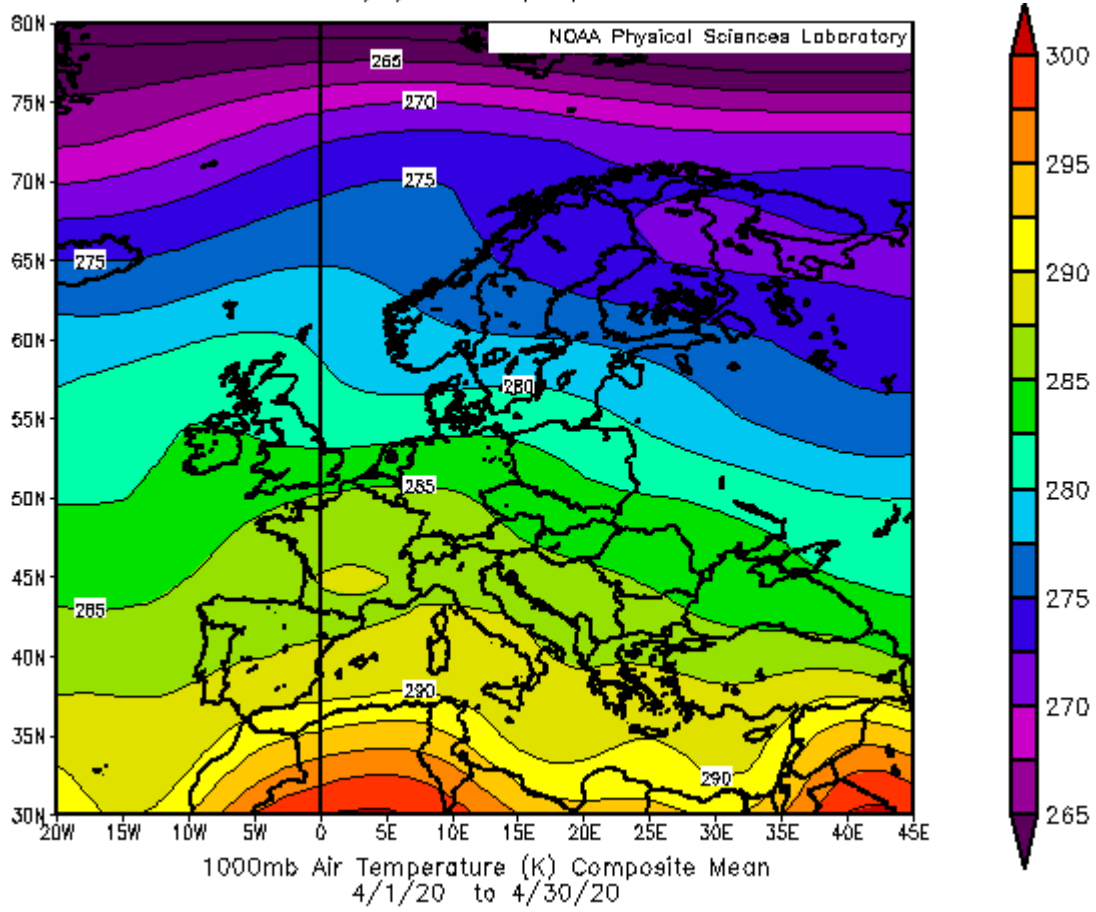 80N
NOAA Physical Sciences Laboratory
300
265
75N
270
295
70N
275
65N
275
290
60N
280
285
55N
50N
285
280
45N
285
275
40N
290
270
35N
290
30N
265
20W 15W 10W 5W 0 5E 10E 15E 20E 25E 30E 35E 40E 45E
1000mb Air Temperature (K) Composite Mean
4/1/20 to 4/30/20